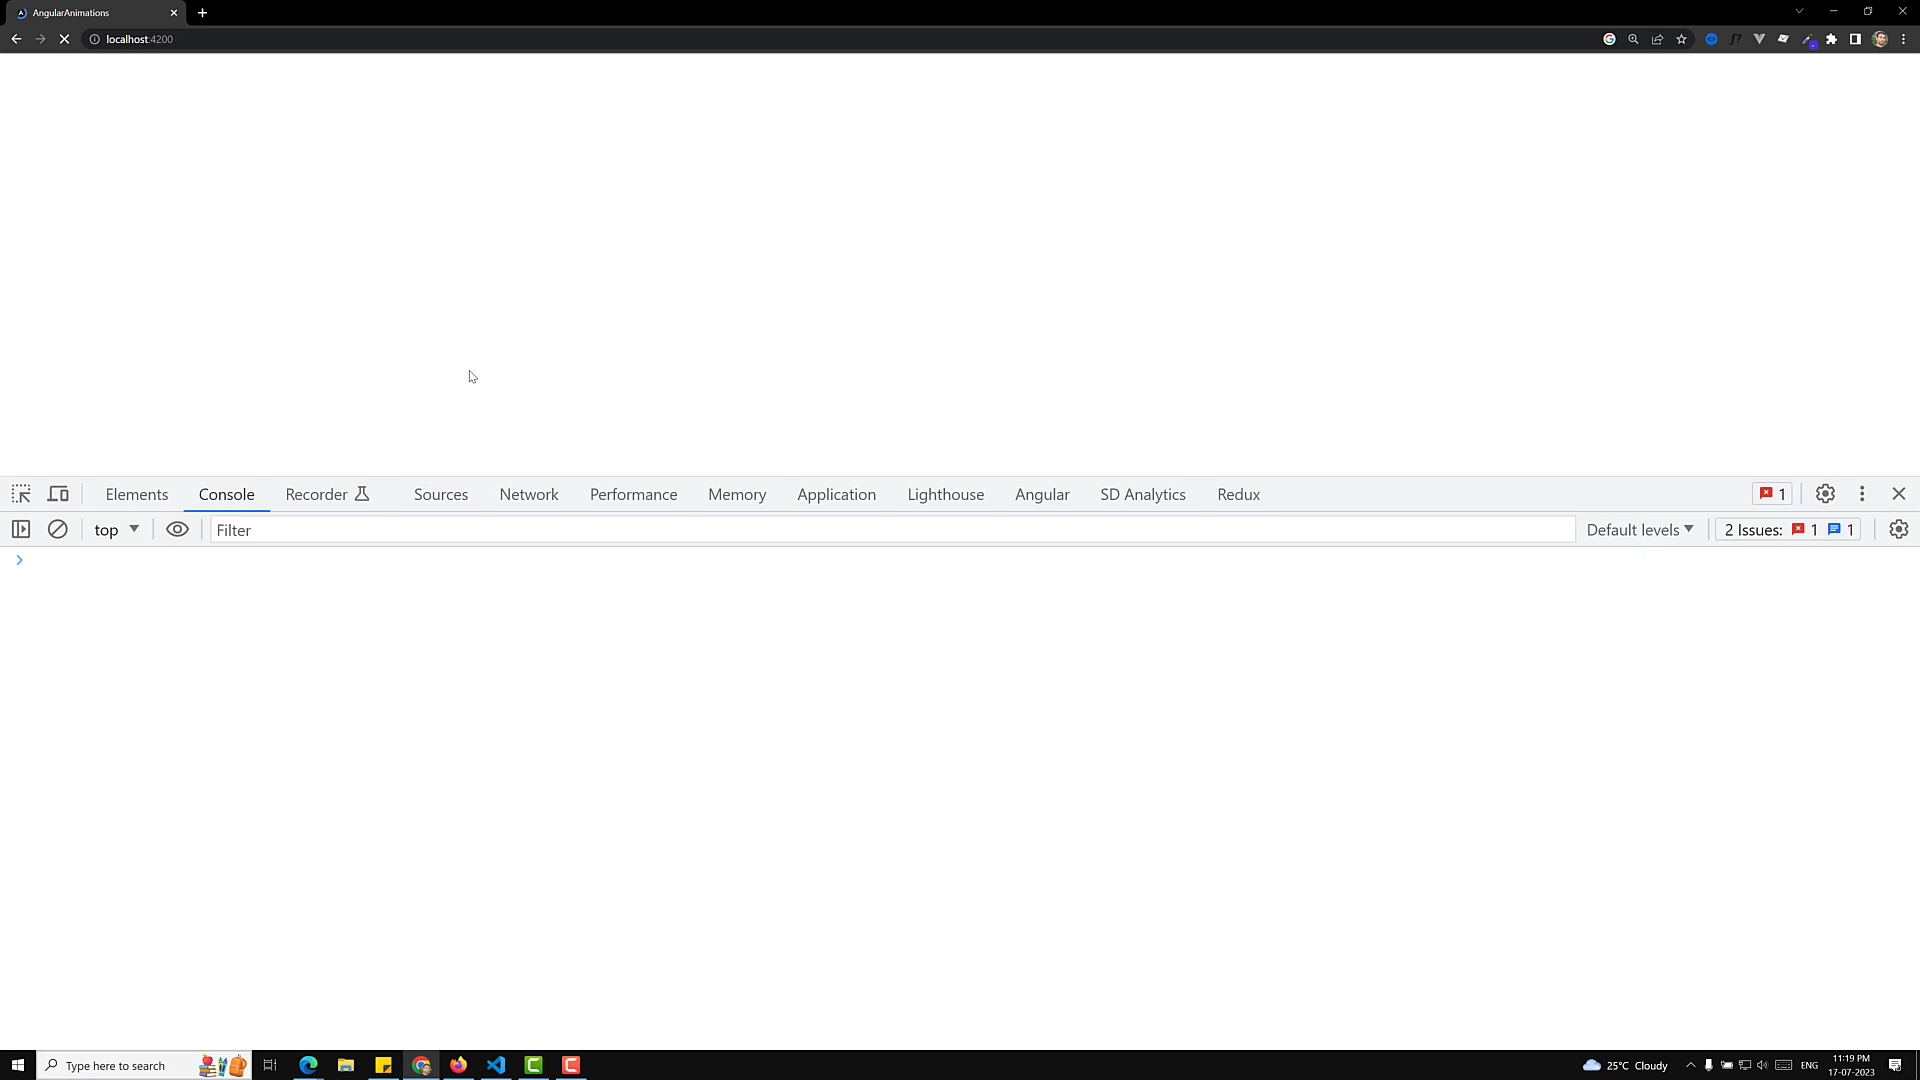 AngularAnimations
localhost:4200
f?
Elements Console Recorder Sources Network Performance Memory Application Lighthouse Angular SD Analytics Redux 1
top Filter Default levels 2 Issues: 1 1
Type here to search 25°C Cloudy ENG 11:19 PM
17-07-2023